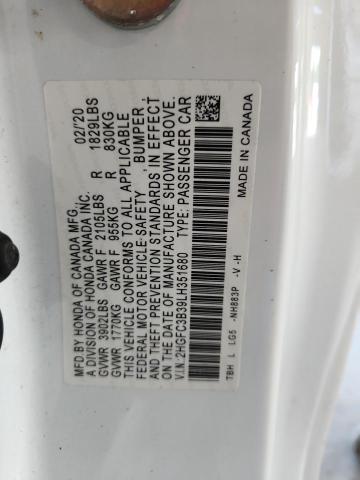 MFD BY HONDA OF CANADA MFG. 02/'20
A DIVISION OF HONDA CANADA INC.
GVWR 3902LBS GAWR F 2106LBS R 1829LBS
GVWR 1770KG GAWR F 955KG R 830KG
THIS VEHICLE CONFORMS TO ALL APPLICABLE
FEDERAL MOTOR VEHICLE-SAFETY , BUMPER ,
AND THEFT PREVENTION STANDARDS IN EFFECT
ON THE DATE OF MANUFACTURE SHOWN ABOVE.
V.I.N:2HGFC3B39LH351680 TYPE:PASSENGER CAR
TBH L LG5 -NH883P -V -H
MADE IN CANADA